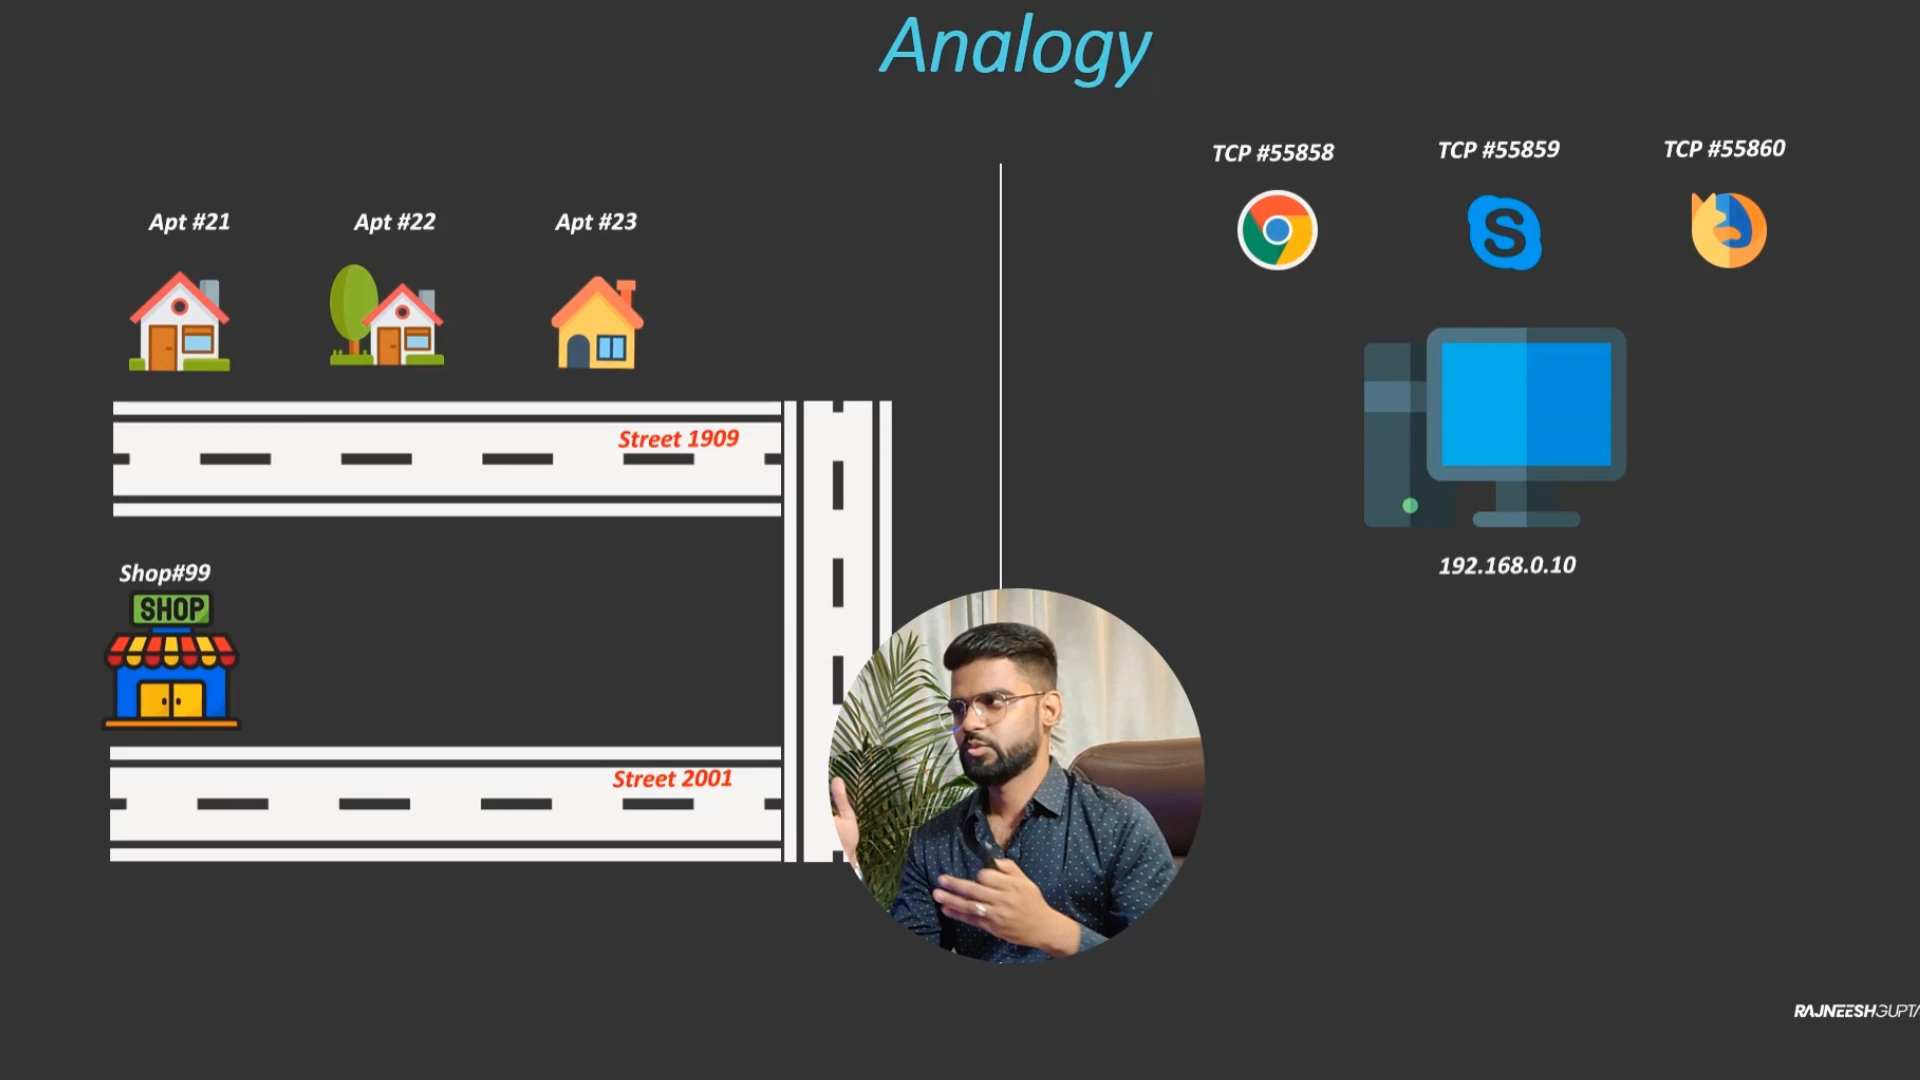 Analogy
Apt #21
Apt #22
Apt #23
Street 1909
Shop#99
SHOP
Street 2001
TCP #55858
TCP #55859
TCP #55860
S
192.168.0.10
RAJNEESHGUPTA